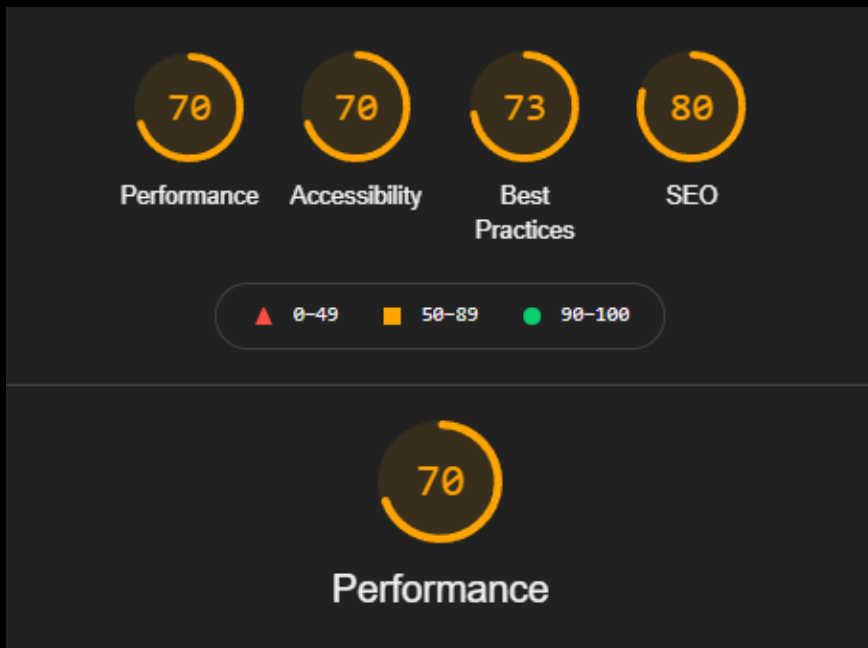 70 70 73 80
Performance Accessibility Best Practices SEO
0–49 50–89 90–100
70
Performance